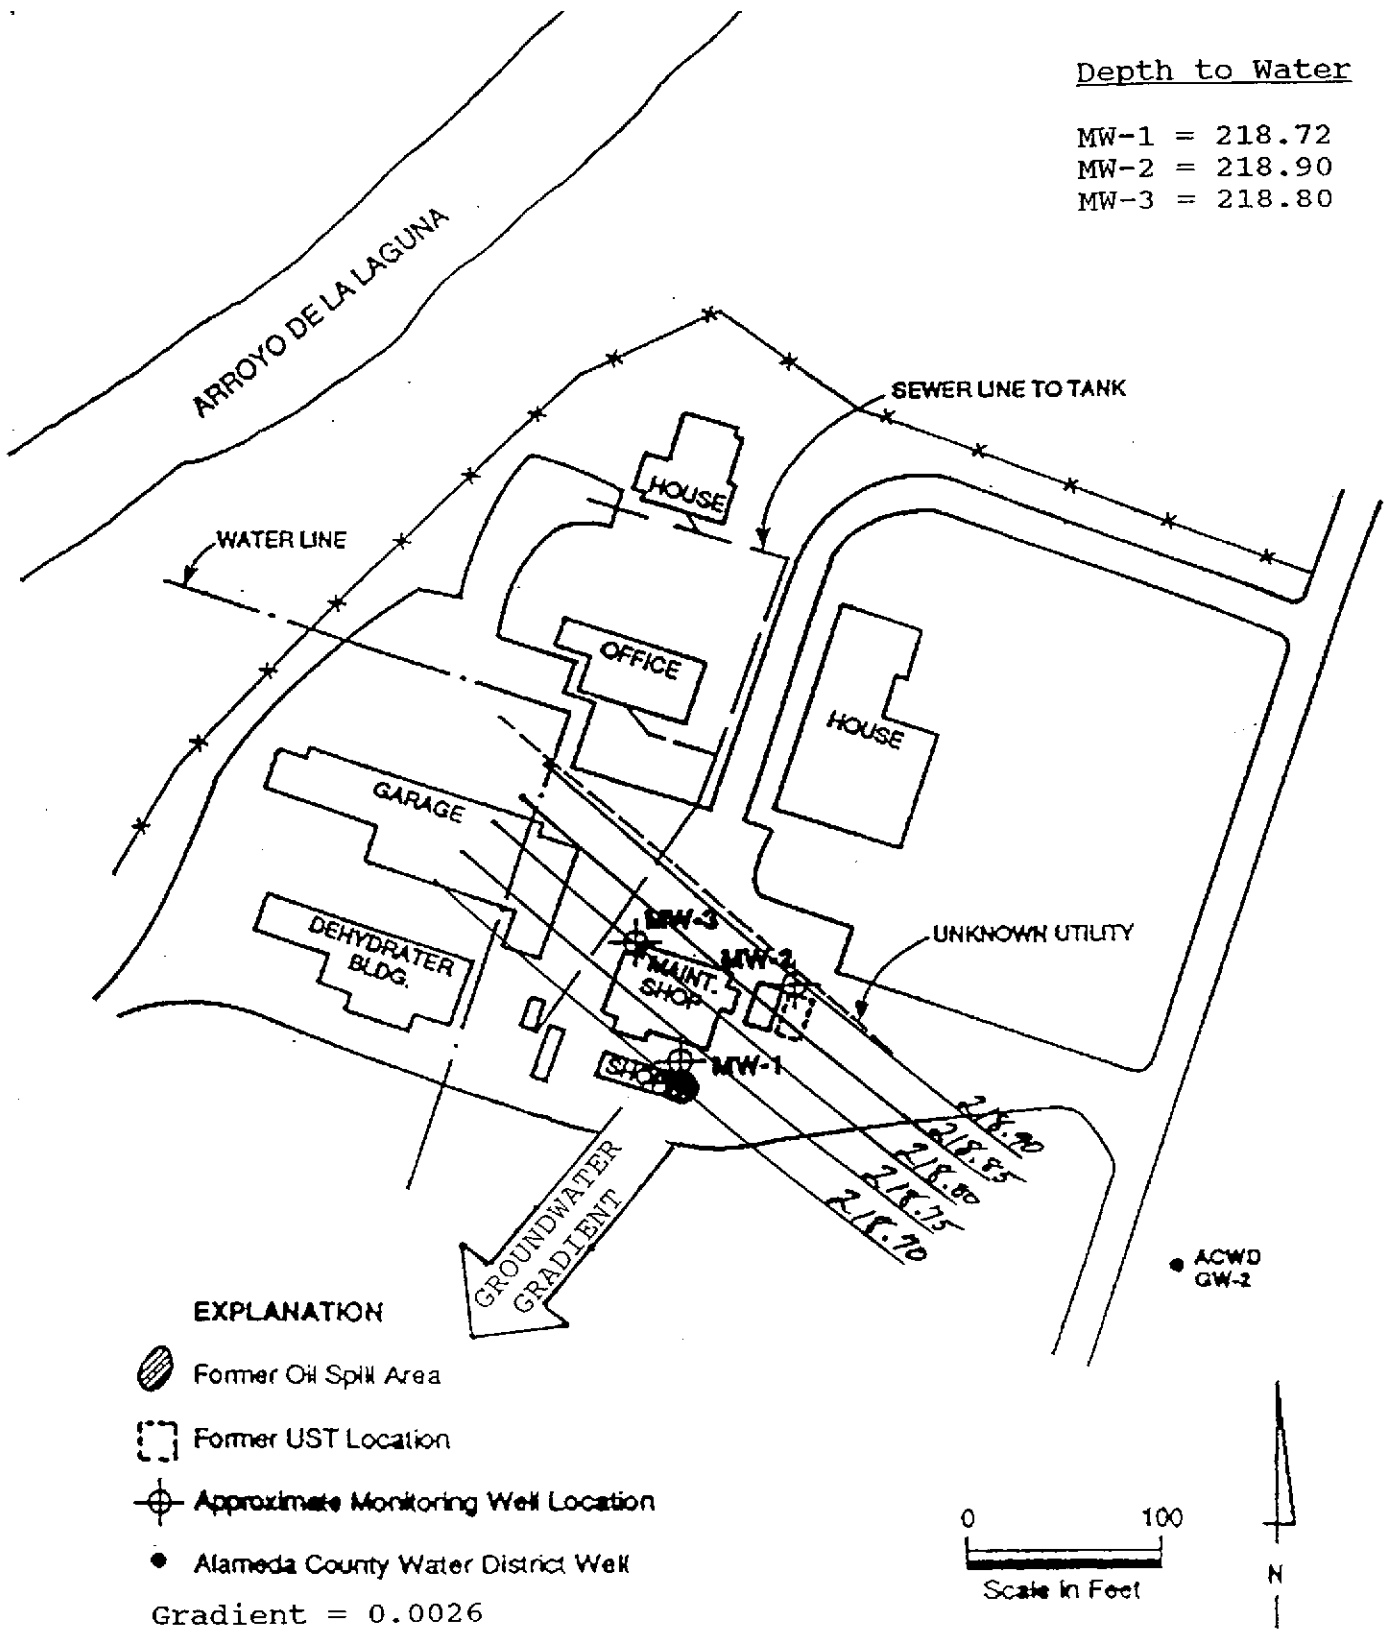 Depth to Water
MW-1 = 218.72
MW-2 = 218.90
MW-3 = 218.80
ARROYO DE LA LAGUNA
SEWER LINE TO TANK
HOUSE
WATER LINE
OFFICE
HOUSE
GARAGE
MW-3
DEHYDRATER
BLDG.
MAINT.
SHOP
MW-2
UNKNOWN UTILITY
MW-1
SHOP
218.90
218.85
218.80
218.75
218.70
GROUNDWATER
GRADIENT
ACWD
GW-2
EXPLANATION
Former Oil Spill Area
Former UST Location
Approximate Monitoring Well Location
Alameda County Water District Well
Gradient = 0.0026
0 100
Scale in Feet
N